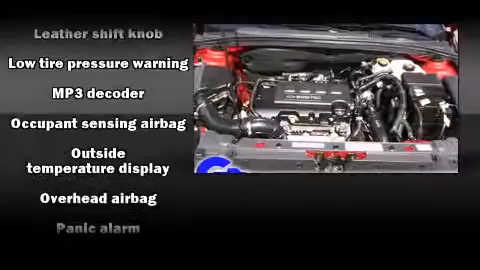 Leather shift knob
Low tire pressure warning
MP3 decoder
Occupant sensing airbag
Outside
temperature display
Overhead airbag
Panic alarm